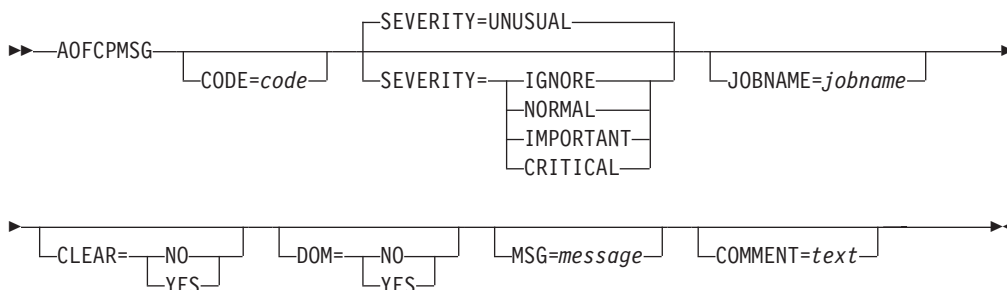 SEVERITY=UNUSUAL
AOFCPMSG
CODE=code
SEVERITY=
IGNORE
NORMAL
IMPORTANT
CRITICAL
JOBNAME=jobname
CLEAR=
NO
YES
DOM=
NO
YES
MSG=message
COMMENT=text